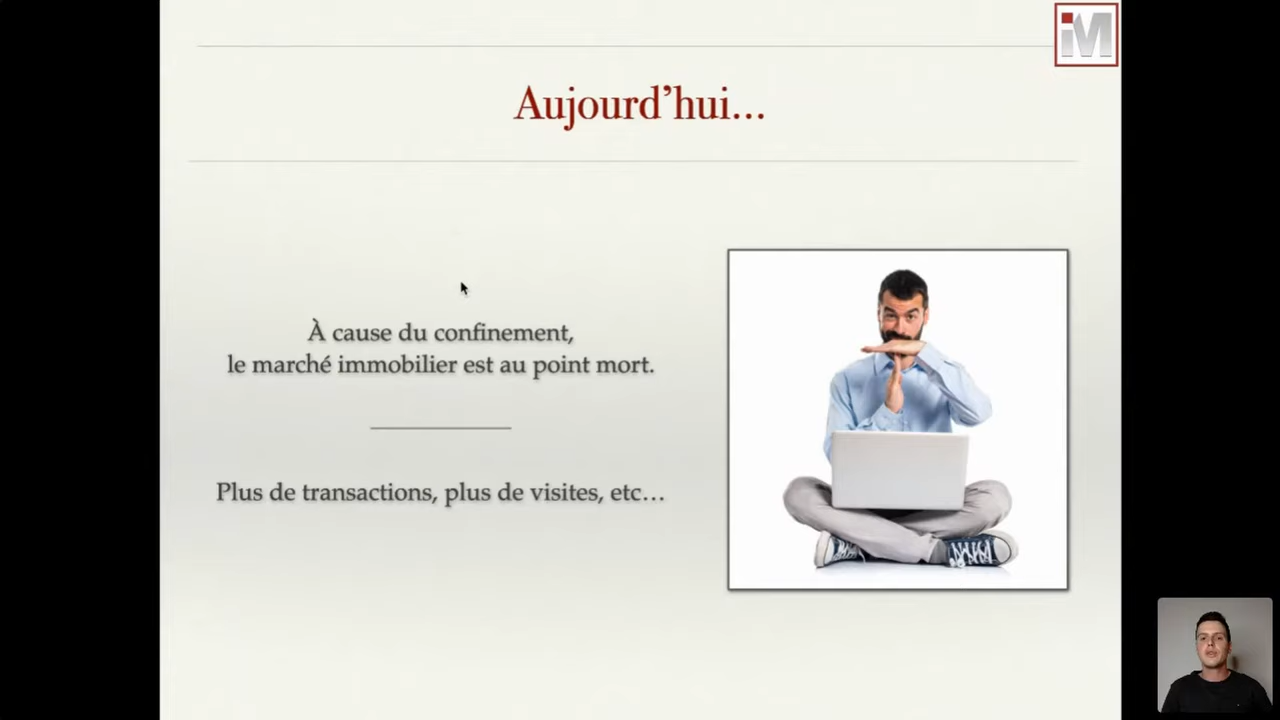 iM
Aujourd’hui…
À cause du confinement,
le marché immobilier est au point mort.
Plus de transactions, plus de visites, etc…